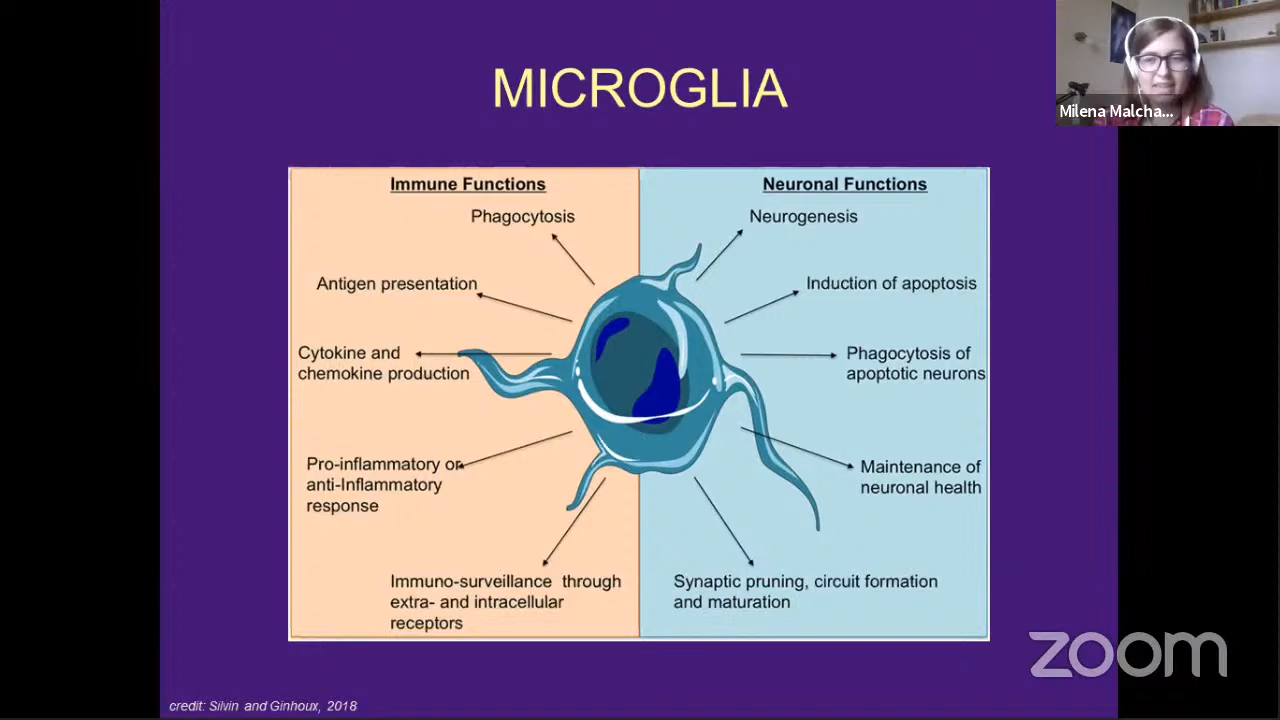 MICROGLIA
Milena Malcha...
Immune Functions
Phagocytosis
Antigen presentation
Cytokine and
chemokine production
Pro-inflammatory or
anti-Inflammatory
response
Immuno-surveillance through
extra- and intracellular
receptors
Neuronal Functions
Neurogenesis
Induction of apoptosis
Phagocytosis of
apoptotic neurons
Maintenance of
neuronal health
Synaptic pruning, circuit formation
and maturation
zoom
credit: Silvin and Ginhoux, 2018